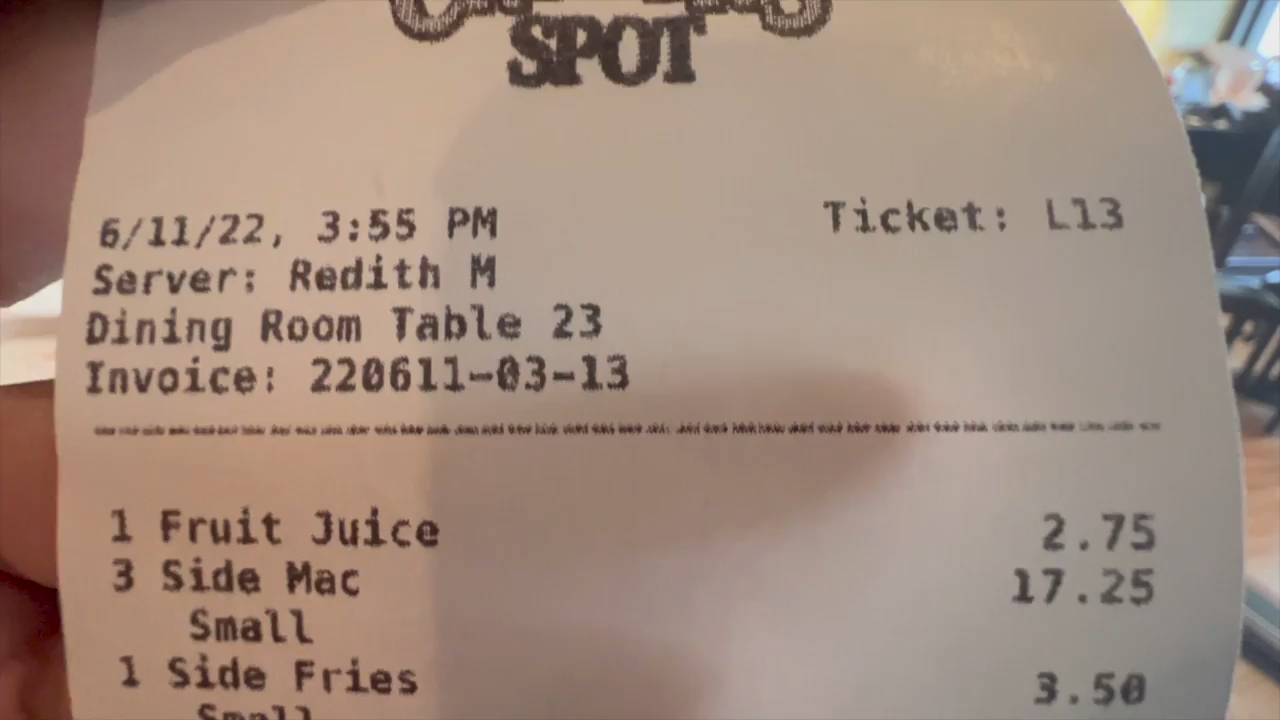 SPOT
6/11/22, 3:55 PM Ticket: L13
Server: Redith M
Dining Room Table 23
Invoice: 220611-03-13
1 Fruit Juice 2.75
3 Side Mac 17.25
Small
1 Side Fries 3.50
Small